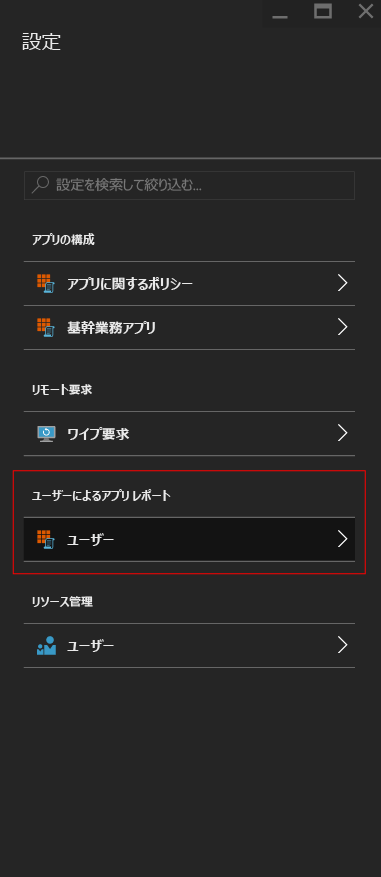 設定
設定を検索して絞り込む...
アプリの構成
アプリに関するポリシー
基幹業務アプリ
リモート要求
ワイプ要求
ユーザーによるアプリ レポート
ユーザー
リソース管理
ユーザー